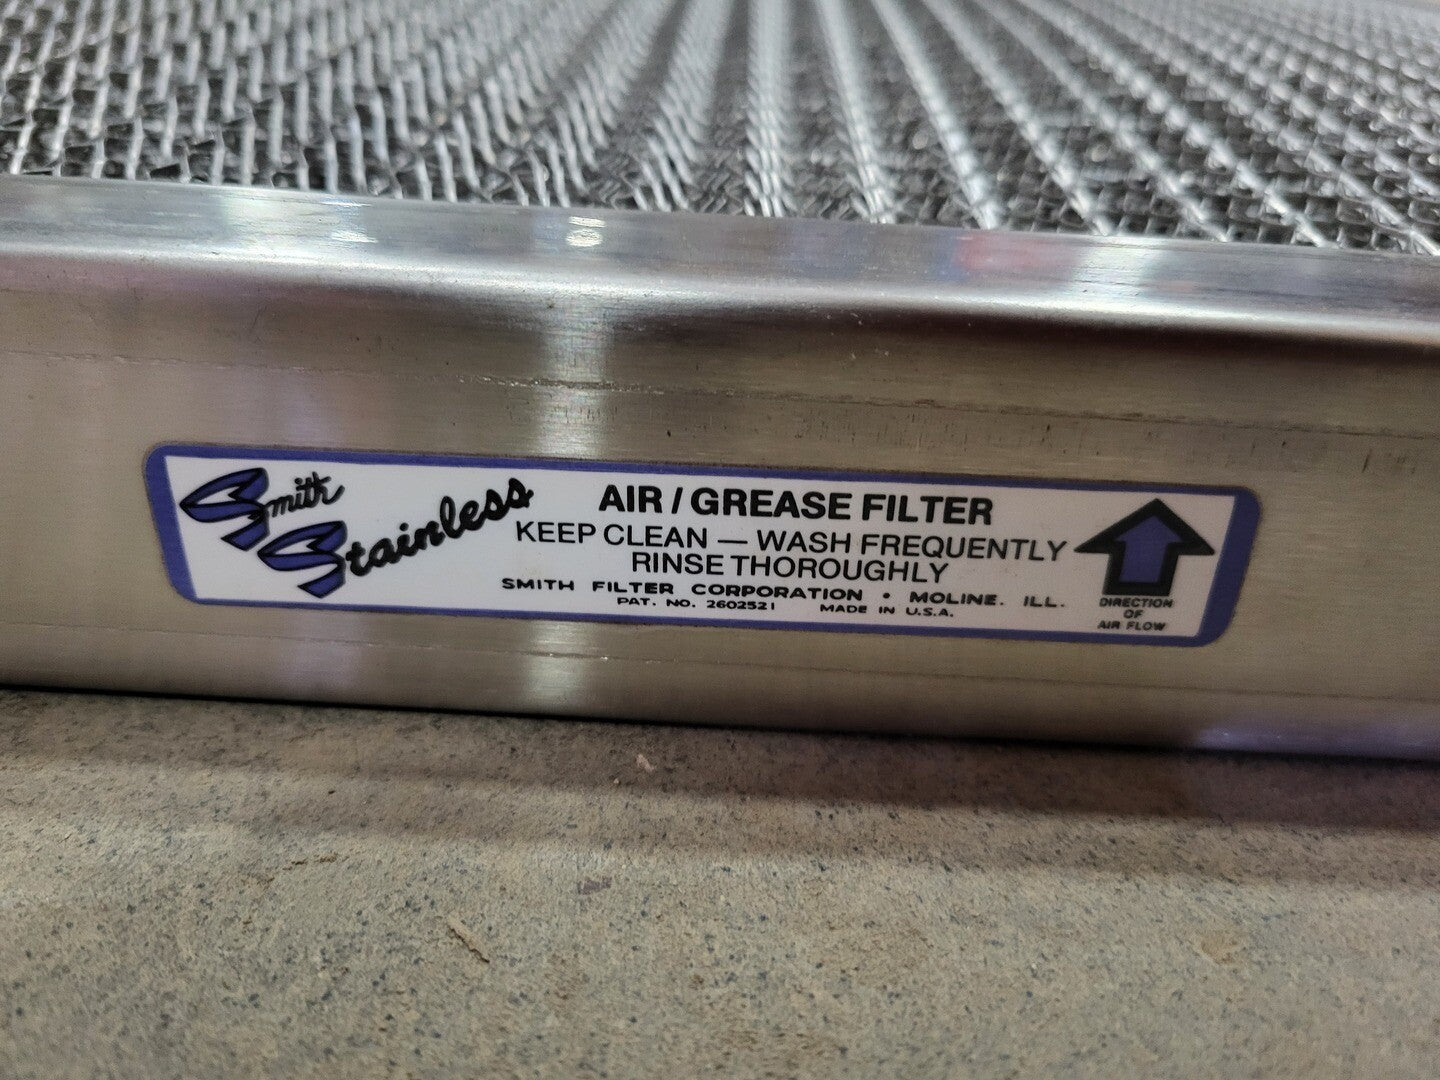 Smith
Stainless
AIR / GREASE FILTER
KEEP CLEAN — WASH FREQUENTLY
RINSE THOROUGHLY
SMITH FILTER CORPORATION • MOLINE. ILL.
PAT. NO. 2602521 MADE IN U.S.A.
DIRECTION
OF
AIR FLOW